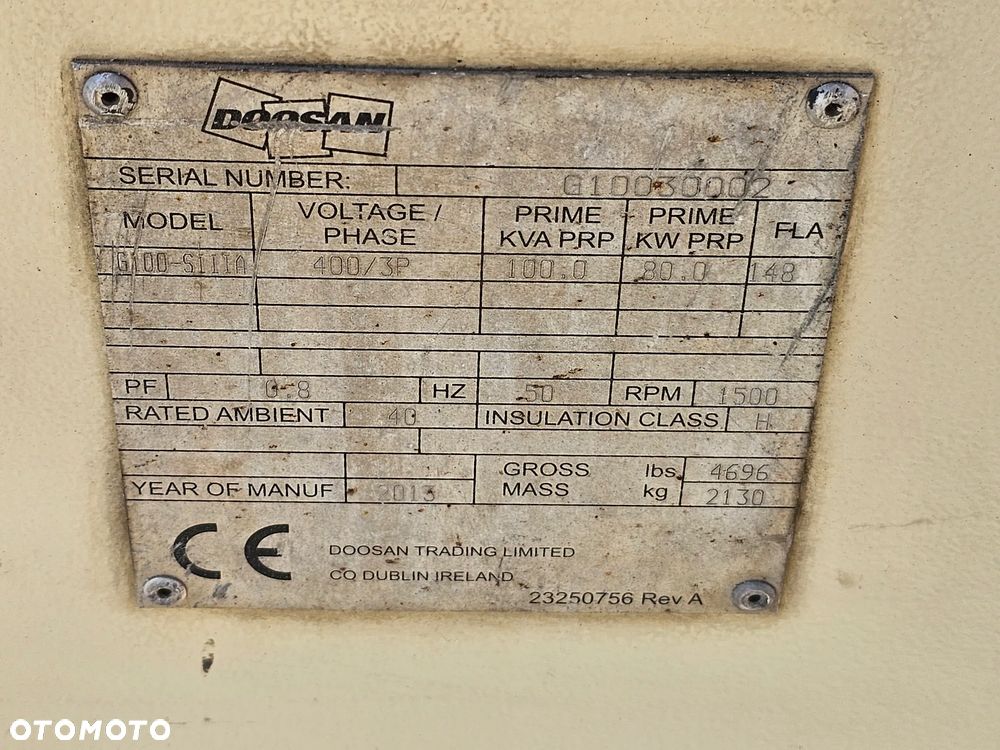 DOOSAN
SERIAL NUMBER: G10030002
MODEL VOLTAGE / PHASE PRIME KVA PRP PRIME KW PRP FLA
G100-SIIIA 400/3P 100.0 80.0 148
PF 0.8 HZ 50 RPM 1500
RATED AMBIENT 40 INSULATION CLASS H
GROSS MASS lbs 4696
YEAR OF MANUF 2013 kg 2130
CE
DOOSAN TRADING LIMITED
CO DUBLIN IRELAND
23250756 Rev A
OTOMOTO